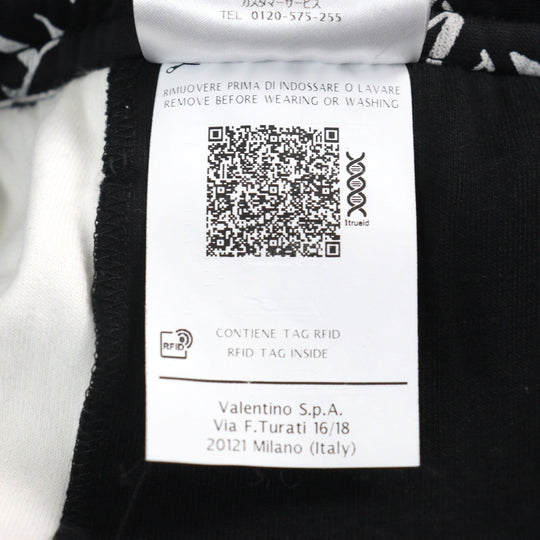 カスタマーサービス
TEL 0120-575-255
RIMUOVERE PRIMA DI INDOSSARE O LAVARE
REMOVE BEFORE WEARING OR WASHING
1trueid
CONTIENE TAG RFID
RFID TAG INSIDE
RFID
Valentino S.p.A.
Via F.Turati 16/18
20121 Milano (Italy)